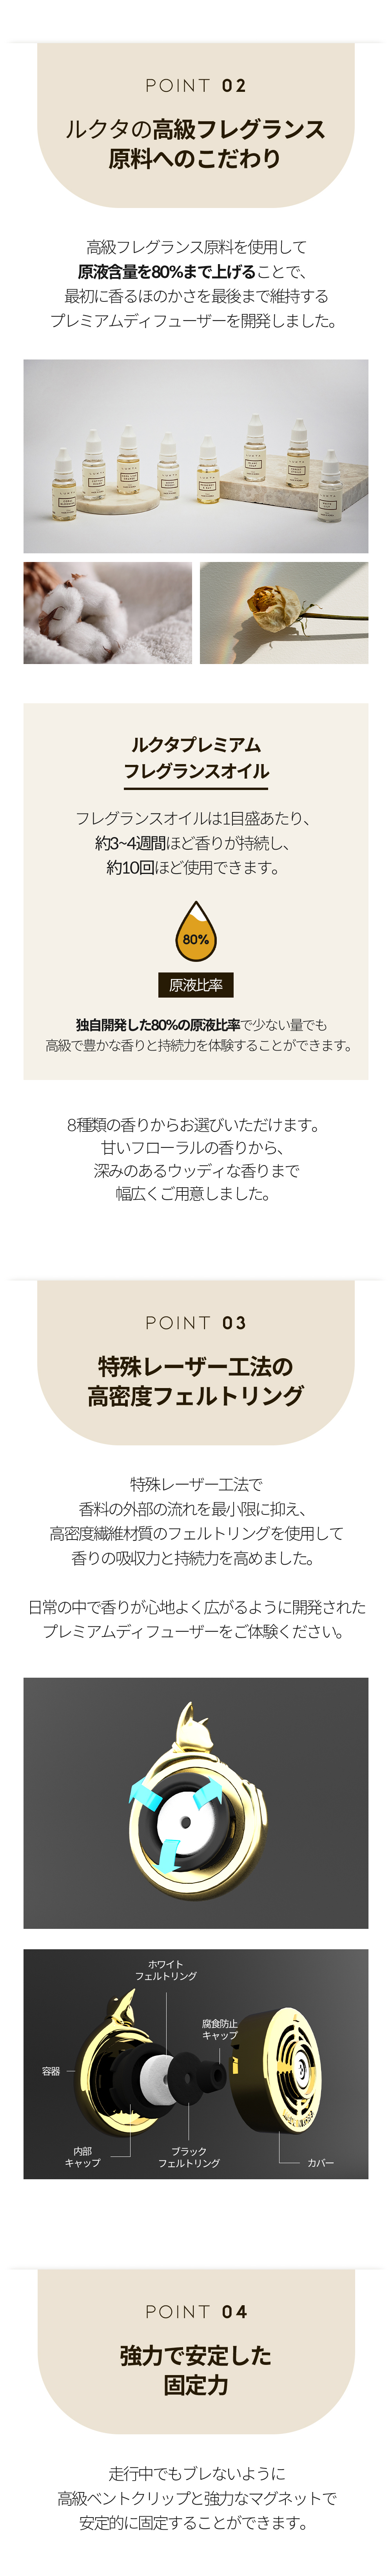 POINT 02
ルクタの高級フレグランス
原料へのこだわり
高級フレグランス原料を使用して
原液含量を80%まで上げることで、
最初に香るほのかさを最後まで維持する
プレミアムディフューザーを開発しました。
ルクタプレミアム
フレグランスオイル
フレグランスオイルは1目盛あたり、
約3~4週間ほど香りが持続し、
約10回ほど使用できます。
80%
原液比率
独自開発した80%の原液比率で少ない量でも
高級で豊かな香りと持続力を体験することができます。
8種類の香りからお選びいただけます。
甘いフローラルの香りから、
深みのあるウッディな香りまで
幅広くご用意しました。
POINT 03
特殊レーザー工法の
高密度フェルトリング
特殊レーザー工法で
香料の外部の流れを最小限に抑え、
高密度繊維材質のフェルトリングを使用して
香りの吸収力と持続力を高めました。
日常の中で香りが心地よく広がるように開発された
プレミアムディフューザーをご体験ください。
ホワイト
フェルトリング
腐食防止
キャップ
容器
内部
キャップ
ブラック
フェルトリング
カバー
POINT 04
強力で安定した
固定力
走行中でもブレないように
高級ベントクリップと強力なマグネットで
安定的に固定することができます。